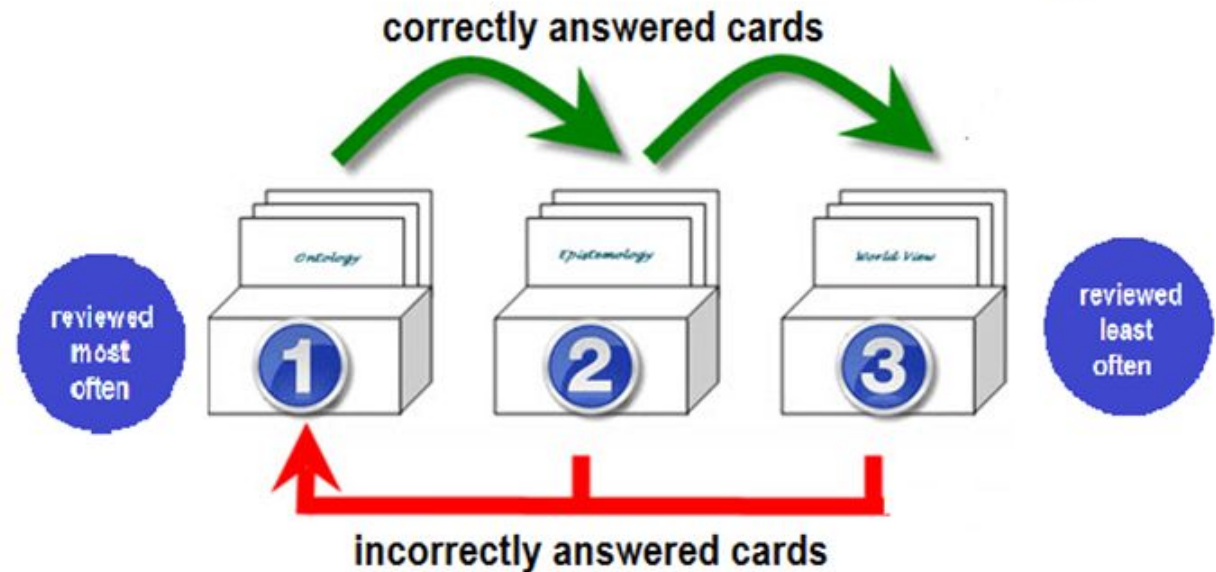 correctly answered cards
Ontology
Epistemology
World View
reviewed
most
often
1
2
3
reviewed
least
often
incorrectly answered cards